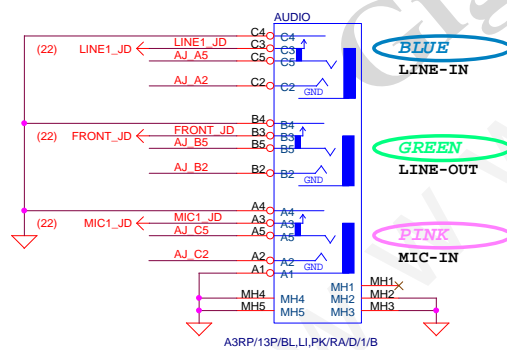 AUDIO
C4 C4
(22) LINE1_JD LINE1_JD C3 C3 BLUE
AJ_A5 C5 C5 LINE-IN
AJ_A2 C2 C2
GND
B4 B4
(22) FRONT_JD FRONT_JD B3 B3
AJ_B5 B5 B5 GREEN
AJ_B2 B2 B2 LINE-OUT
GND
A4 A4
(22) MIC1_JD MIC1_JD A3 A3 PINK
AJ_C5 A5 A5
AJ_C2 A2 A2 MIC-IN
GND
A1 A1
MH1 MH1
MH4 MH4 MH2 MH2
MH5 MH5 MH3 MH3
A3RP/13P/BL,LI,PK/RA/D/1/B